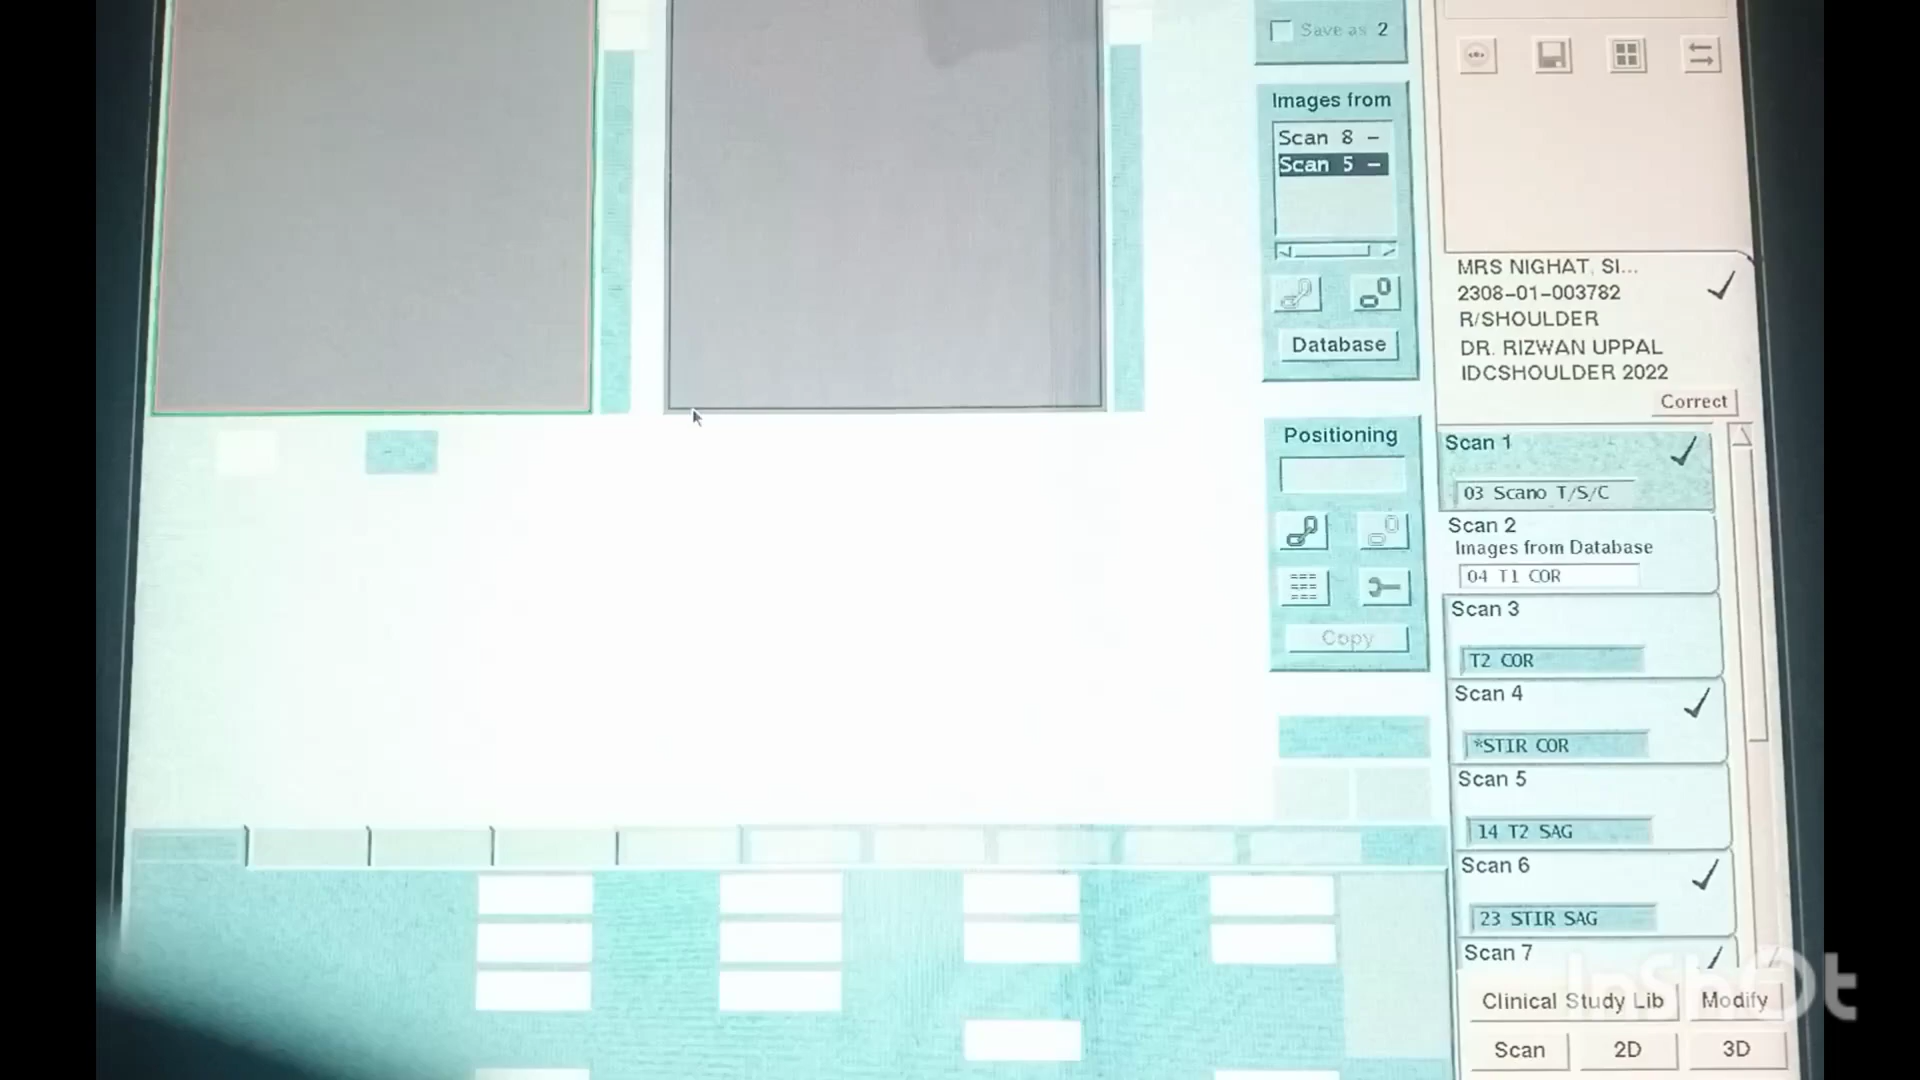 Save as 2
Images from
Scan 8 –
Scan 5 –
Database
Positioning
Copy
MRS NIGHAT, SI...
2308-01-003782
R/SHOULDER
DR. RIZWAN UPPAL
IDCSHOULDER 2022
Correct
Scan 1
03 Scano T/S/C
Scan 2
Images from Database
04 T1 COR
Scan 3
T2 COR
Scan 4
*STIR COR
Scan 5
14 T2 SAG
Scan 6
23 STIR SAG
Scan 7
Clinical Study Lib Modify
Scan 2D 3D
InShOt